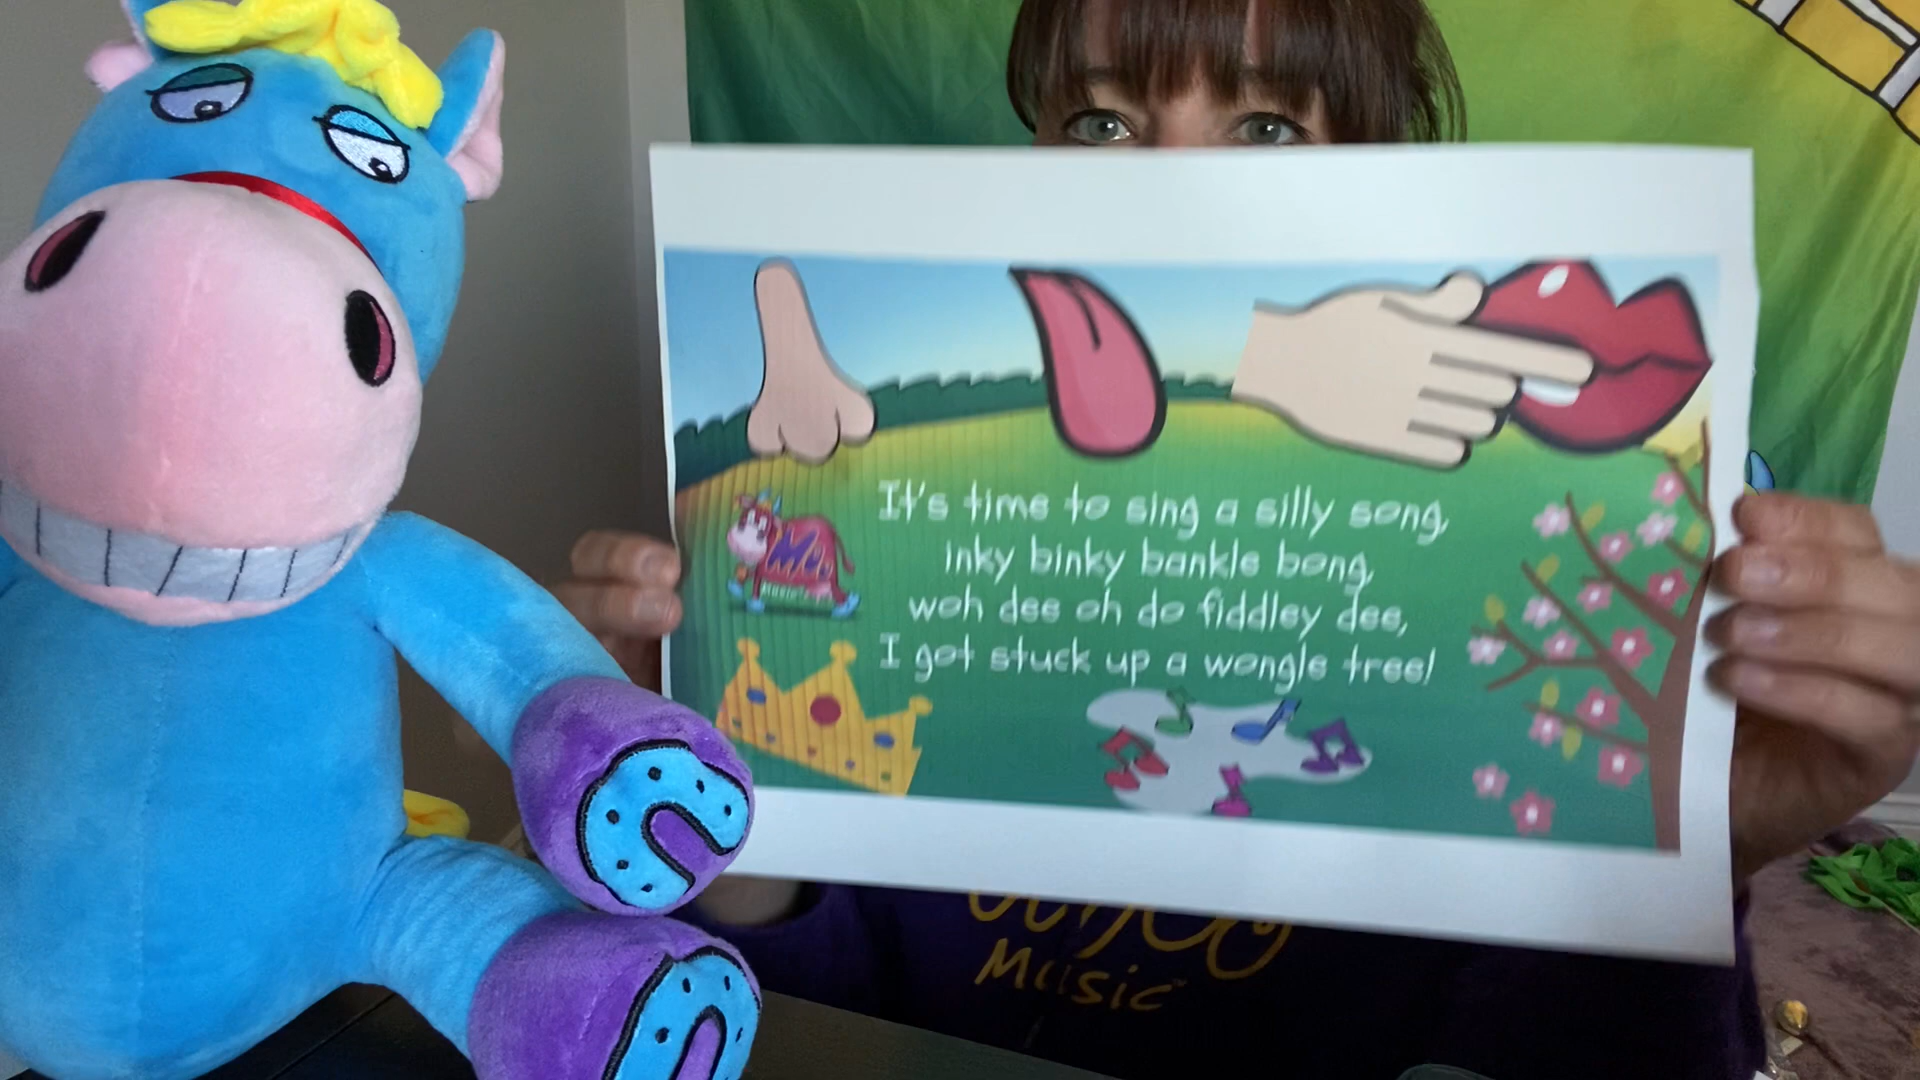 It's time to sing a silly song,
inky binky bankle bong,
woh dee oh do fiddley dee,
I got stuck up a wongle tree!
Moo
Music